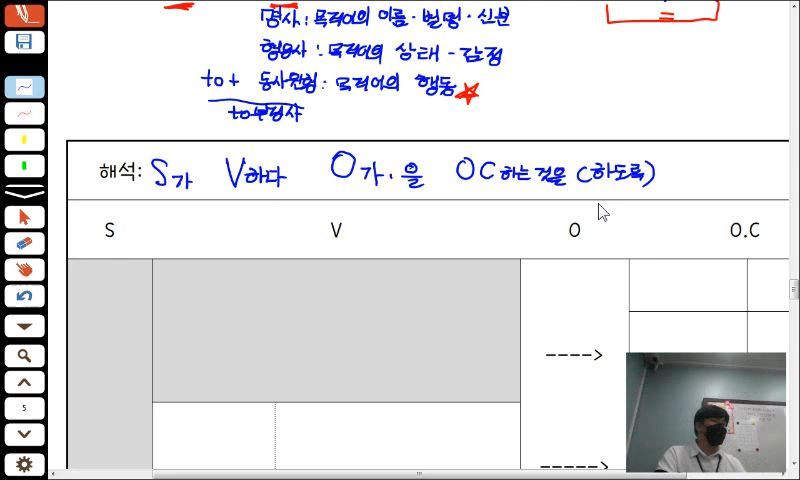 명사 : 목적어의 이름 · 별명 · 신분
형용사 : 목적어의 상태 - 감정
to + 동사원형 : 목적어의 행동
to부정사
해석: S가 V하다 O가, 을 OC하는 것을 (하도록)
S V O O.C
---->
---->
5